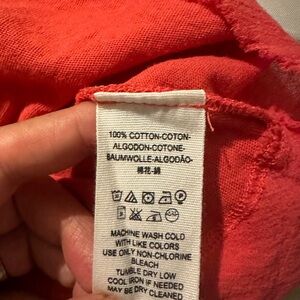 100% COTTON-COTON-
ALGODON-COTONE-
BAUMWOLLE-ALGODÃO-
棉花-綿
MACHINE WASH COLD
WITH LIKE COLORS
USE ONLY NON-CHLORINE
BLEACH
TUMBLE DRY LOW
COOL IRON IF NEEDED
MAY BE DRY CLEANED